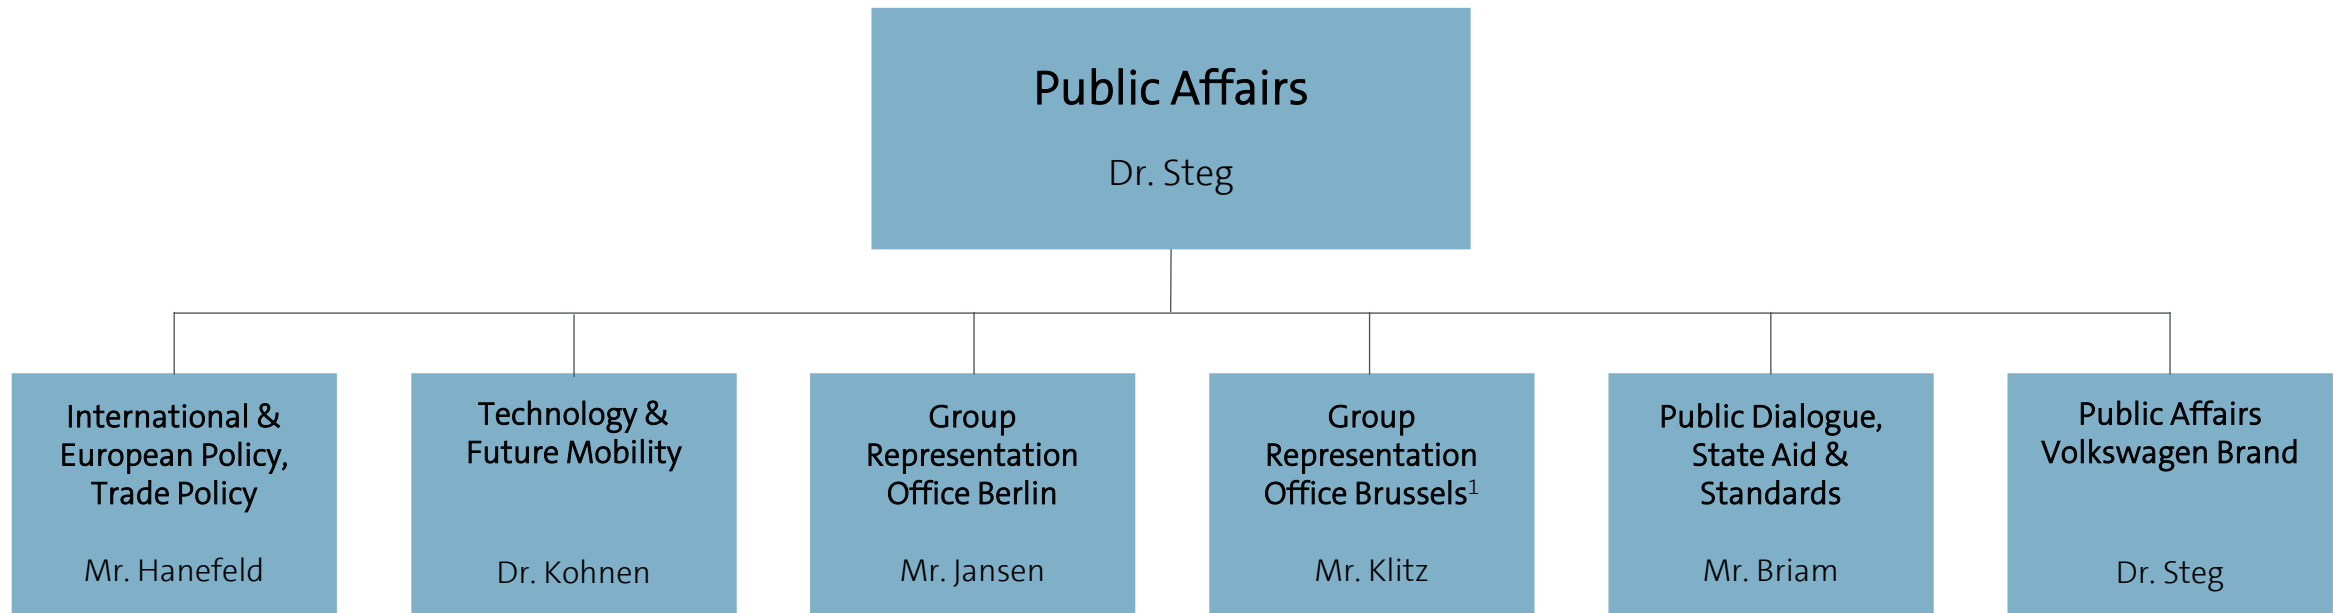 Public Affairs
Dr. Steg
International &
European Policy,
Trade Policy
Mr. Hanefeld
Technology &
Future Mobility
Dr. Kohnen
Group
Representation
Office Berlin
Mr. Jansen
Group
Representation
Office Brussels¹
Mr. Klitz
Public Dialogue,
State Aid &
Standards
Mr. Briam
Public Affairs
Volkswagen Brand
Dr. Steg